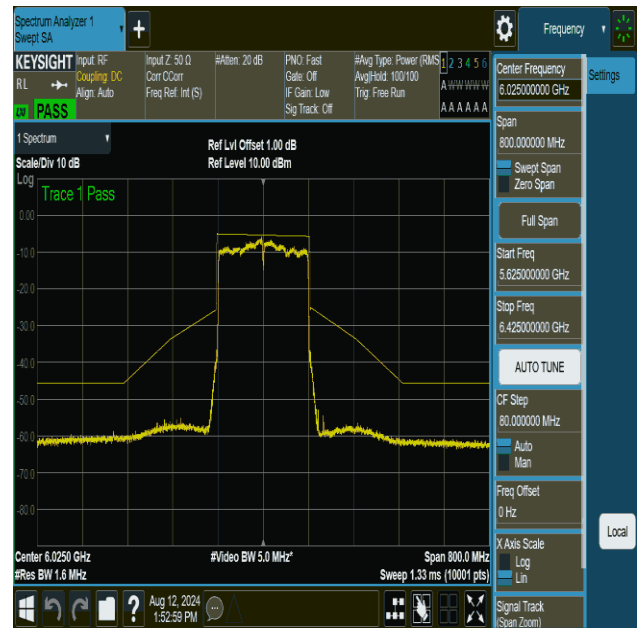 Spectrum Analyzer 1
Swept SA
+
Frequency
KEYSIGHT
RL
PASS
Input: RF
Coupling: DC
Align: Auto
Input Z: 50 Ω
Corr CCorr
Freq Ref: Int (S)
#Atten: 20 dB
PNO: Fast
Gate: Off
IF Gain: Low
Sig Track: Off
#Avg Type: Power (RMS
Avg|Hold: 100/100
Trig: Free Run
1 2 3 4 5 6
A W W W W W
A A A A A A
Center Frequency
6.025000000 GHz
Settings
Span
800.000000 MHz
Swept Span
Zero Span
Full Span
Start Freq
5.625000000 GHz
Stop Freq
6.425000000 GHz
AUTO TUNE
CF Step
80.000000 MHz
Auto
Man
Freq Offset
0 Hz
X Axis Scale
Log
Lin
Local
Signal Track
(Span Zoom)
1 Spectrum
Scale/Div 10 dB
Ref Lvl Offset 1.00 dB
Ref Level 10.00 dBm
Log
Trace 1 Pass
0.00
-10.0
-20.0
-30.0
-40.0
-50.0
-60.0
-70.0
-80.0
Center 6.0250 GHz
#Video BW 5.0 MHz*
Span 800.0 MHz
#Res BW 1.6 MHz
Sweep 1.33 ms (10001 pts)
?
Aug 12, 2024
1:52:59 PM